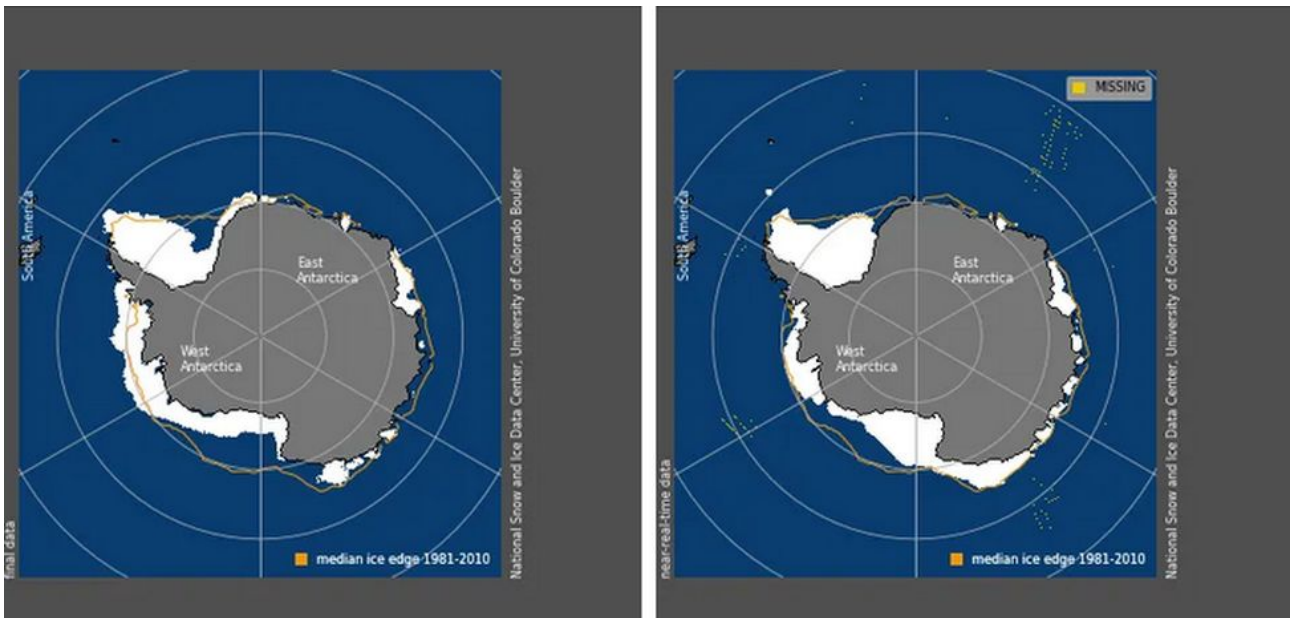 South America
East
Antarctica
West
Antarctica
final data
median ice edge 1981-2010
National Snow and Ice Data Center, University of Colorado Boulder
MISSING
South America
East
Antarctica
West
Antarctica
near-real-time data
median ice edge 1981-2010
National Snow and Ice Data Center, University of Colorado Boulder